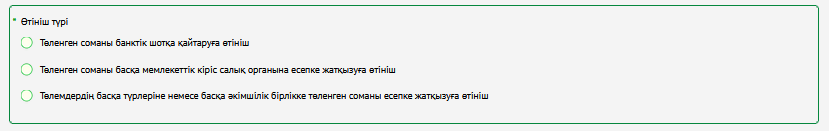 * Өтініш түрі
Төленген соманы банктік шотқа қайтаруға өтініш
Төленген соманы басқа мемлекеттік кіріс салық органына есепке жатқызуға өтініш
Төлемдердің басқа түрлеріне немесе басқа әкімшілік бірлікке төленген соманы есепке жатқызуға өтініш